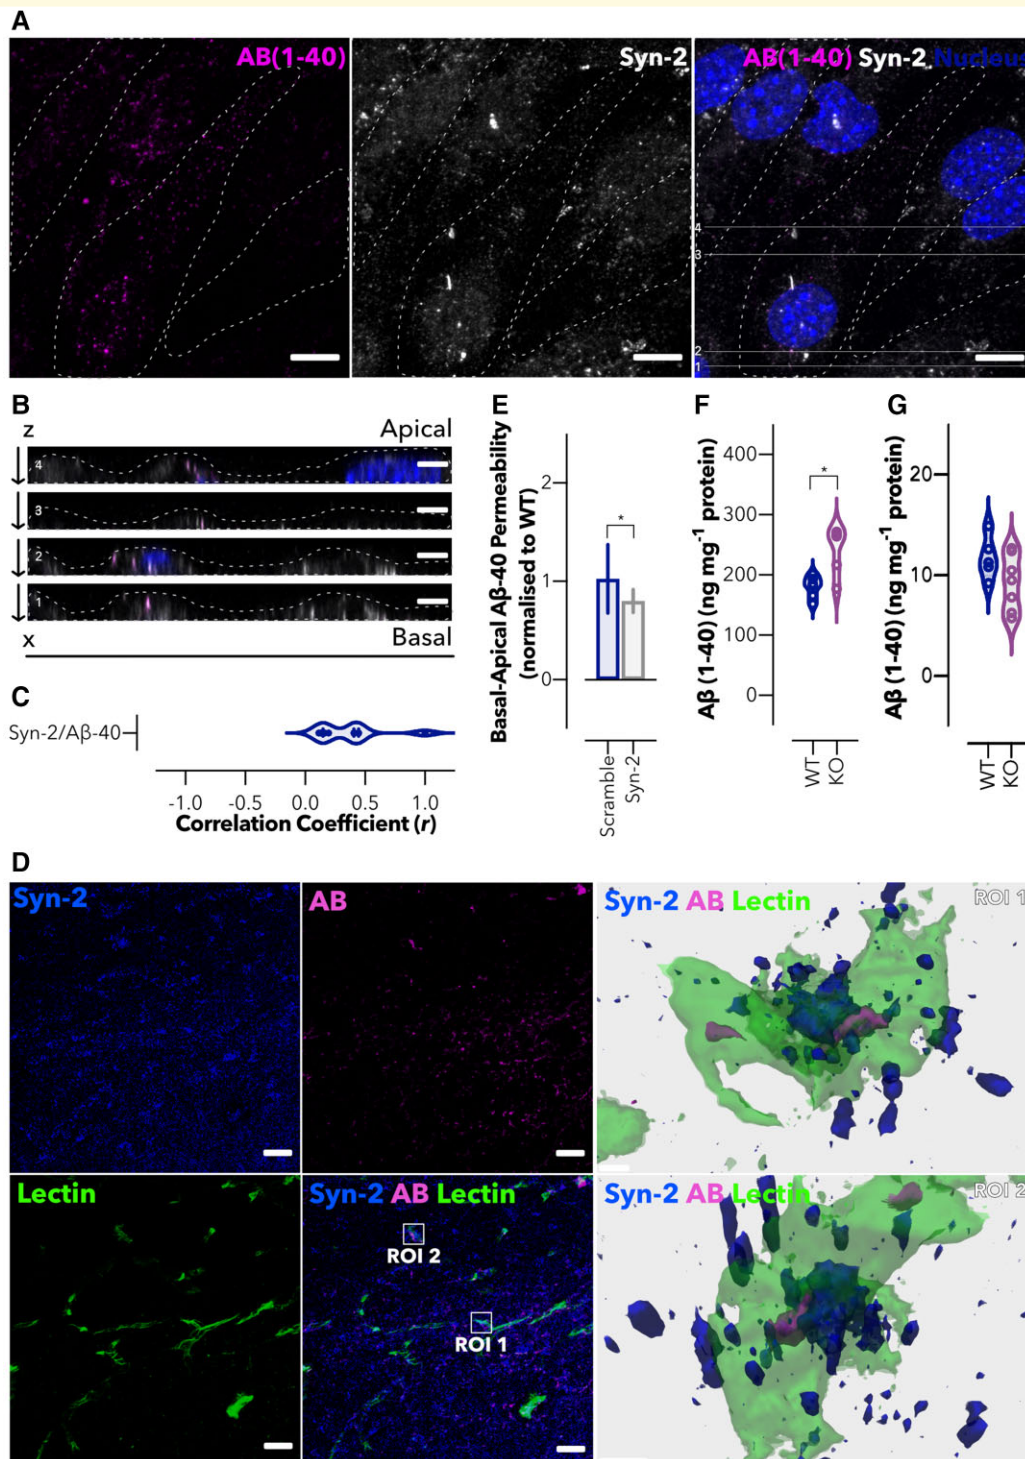 A
AB(1-40)
Syn-2
AB(1-40) Syn-2 Nucleus
4
3
2
1
B
z
Apical
4
3
2
1
x
Basal
C
Syn-2/Aβ-40
-1.0 -0.5 0.0 0.5 1.0
Correlation Coefficient (r)
E
Basal-Apical Aβ-40 Permeability
(normalised to WT)
2
1
0
*
Scramble
Syn-2
F
Aβ (1-40) (ng mg⁻¹ protein)
400
300
200
100
0
*
WT
KO
G
Aβ (1-40) (ng mg⁻¹ protein)
20
10
0
WT
KO
D
Syn-2
AB
Syn-2 AB Lectin
ROI 1
Lectin
Syn-2 AB Lectin
ROI 2
ROI 1
Syn-2 AB Lectin
ROI 2